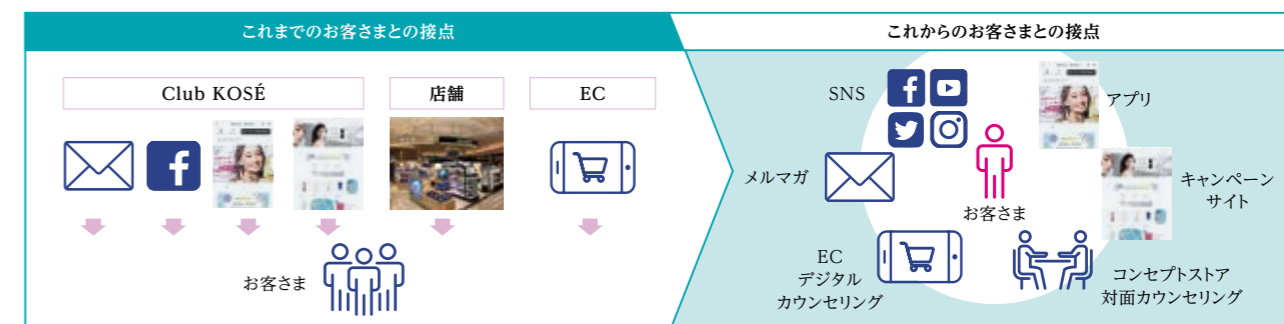 これまでのお客さまとの接点
Club KOSÉ
店舗
EC
お客さま
これからのお客さまとの接点
SNS
アプリ
メルマガ
お客さま
キャンペーン
サイト
EC
デジタル
カウンセリング
コンセプトストア
対面カウンセリング